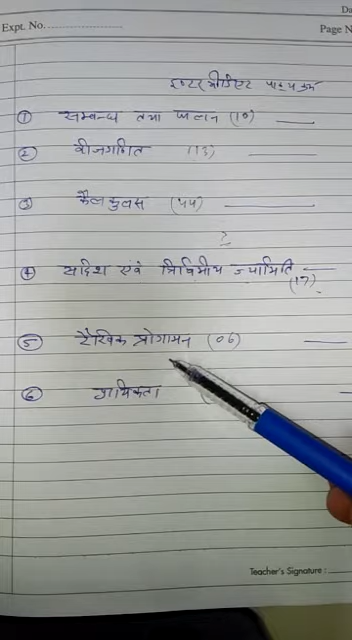 Da
Expt. No.
Page N
इण्टरमीडिएट पाठ्यक्रम
① सम्बन्ध तथा फलन (10)
② बीजगणित (13)
③ कैलकुलस (44)
④ सदिश एवं त्रिविमीय ज्यामिति (17)
⑤ रैखिक प्रोगामन (06)
⑥ प्रायिकता
Teacher's Signature :